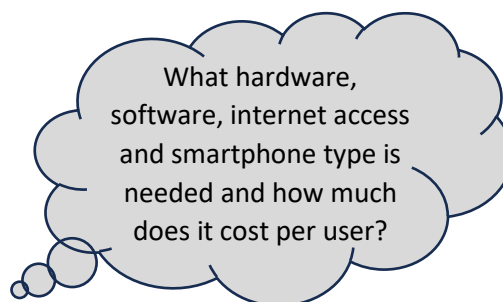 What hardware,
software, internet access
and smartphone type is
needed and how much
does it cost per user?